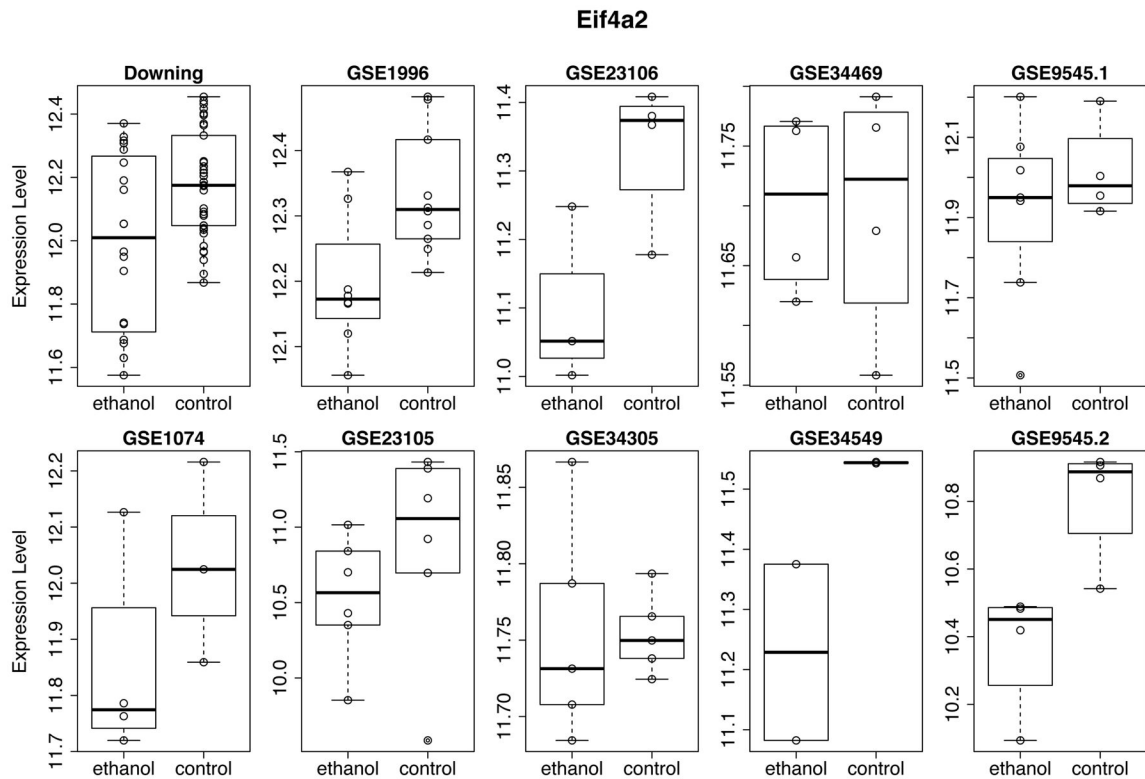 Eif4a2
Downing GSE1996 GSE23106 GSE34469 GSE9545.1
Expression Level
11.6 11.8 12.0 12.2 12.4
12.1 12.2 12.3 12.4
11.0 11.1 11.2 11.3 11.4
11.55 11.65 11.75
11.5 11.7 11.9 12.1
ethanol control ethanol control ethanol control ethanol control ethanol control
GSE1074 GSE23105 GSE34305 GSE34549 GSE9545.2
Expression Level
11.7 11.8 11.9 12.0 12.1 12.2
10.0 10.5 11.0 11.5
11.70 11.75 11.80 11.85
11.1 11.2 11.3 11.4 11.5
10.2 10.4 10.6 10.8
ethanol control ethanol control ethanol control ethanol control ethanol control